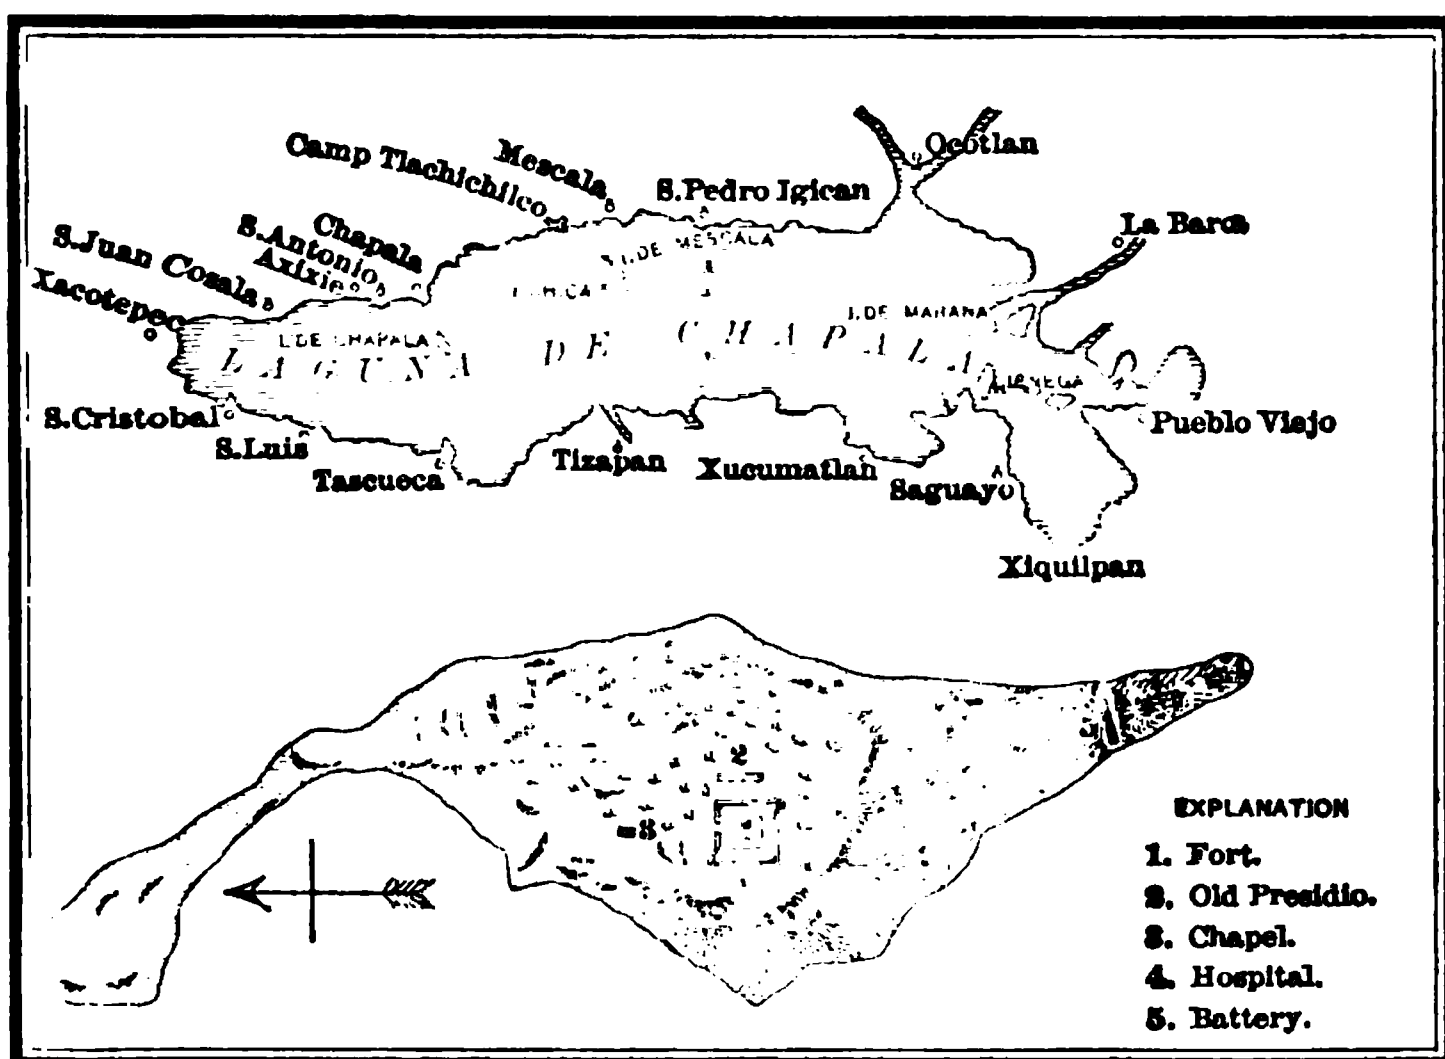 Ocotlan
Mescala
Camp Tlachichilco
S.Pedro Igican
La Barca
Chapala
S.Antonio
Axixic
S.Juan Cosala
Xacotepec
I.DE MESCALA
I.DE MARANA
I.DE CHAPALA
LAGUNA DE CHAPALA
S.Cristobal
S.Luis
Tascueca
Tizapan
Xucumatlan
Saguayo
Pueblo Viejo
Xiquilpan
2
3
EXPLANATION
1. Fort.
2. Old Presidio.
3. Chapel.
4. Hospital.
5. Battery.